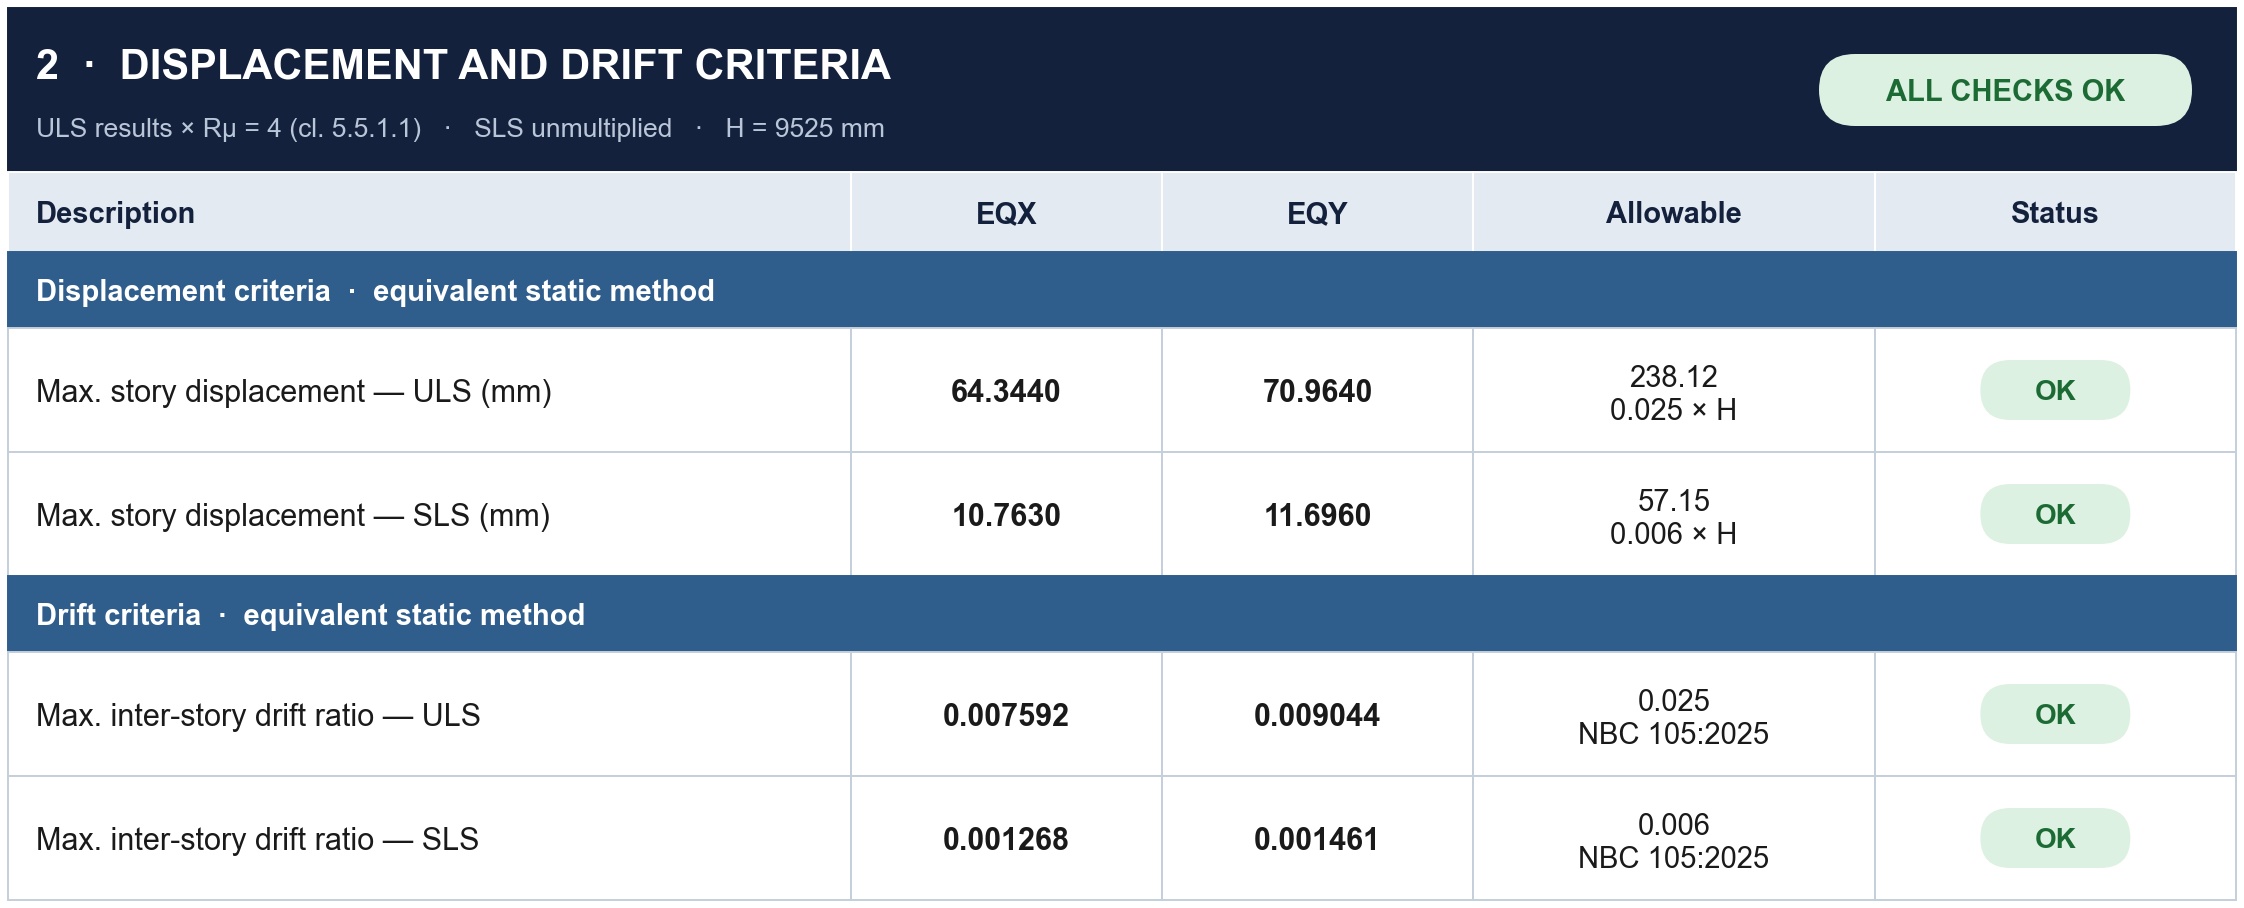 2 · DISPLACEMENT AND DRIFT CRITERIA
ULS results × Rμ = 4 (cl. 5.5.1.1) · SLS unmultiplied · H = 9525 mm
ALL CHECKS OK
Description EQX EQY Allowable Status
Displacement criteria · equivalent static method
Max. story displacement — ULS (mm) 64.3440 70.9640 238.12 OK
0.025 × H
Max. story displacement — SLS (mm) 10.7630 11.6960 57.15 OK
0.006 × H
Drift criteria · equivalent static method
Max. inter-story drift ratio — ULS 0.007592 0.009044 0.025 OK
NBC 105:2025
Max. inter-story drift ratio — SLS 0.001268 0.001461 0.006 OK
NBC 105:2025